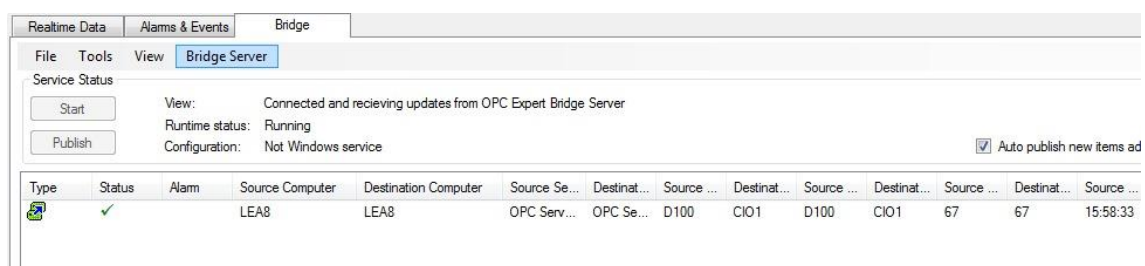 Realtime Data Alarms & Events Bridge
File Tools View Bridge Server
Service Status
Start
View: Connected and recieving updates from OPC Expert Bridge Server
Runtime status: Running
Publish
Configuration: Not Windows service
Auto publish new items ad
Type Status Alarm Source Computer Destination Computer Source Se... Destinat... Source ... Destinat... Source ... Destinat... Source ... Destinat... Source ...
LEA8 LEA8 OPC Serv... OPC Se... D100 CIO1 D100 CIO1 67 67 15:58:33